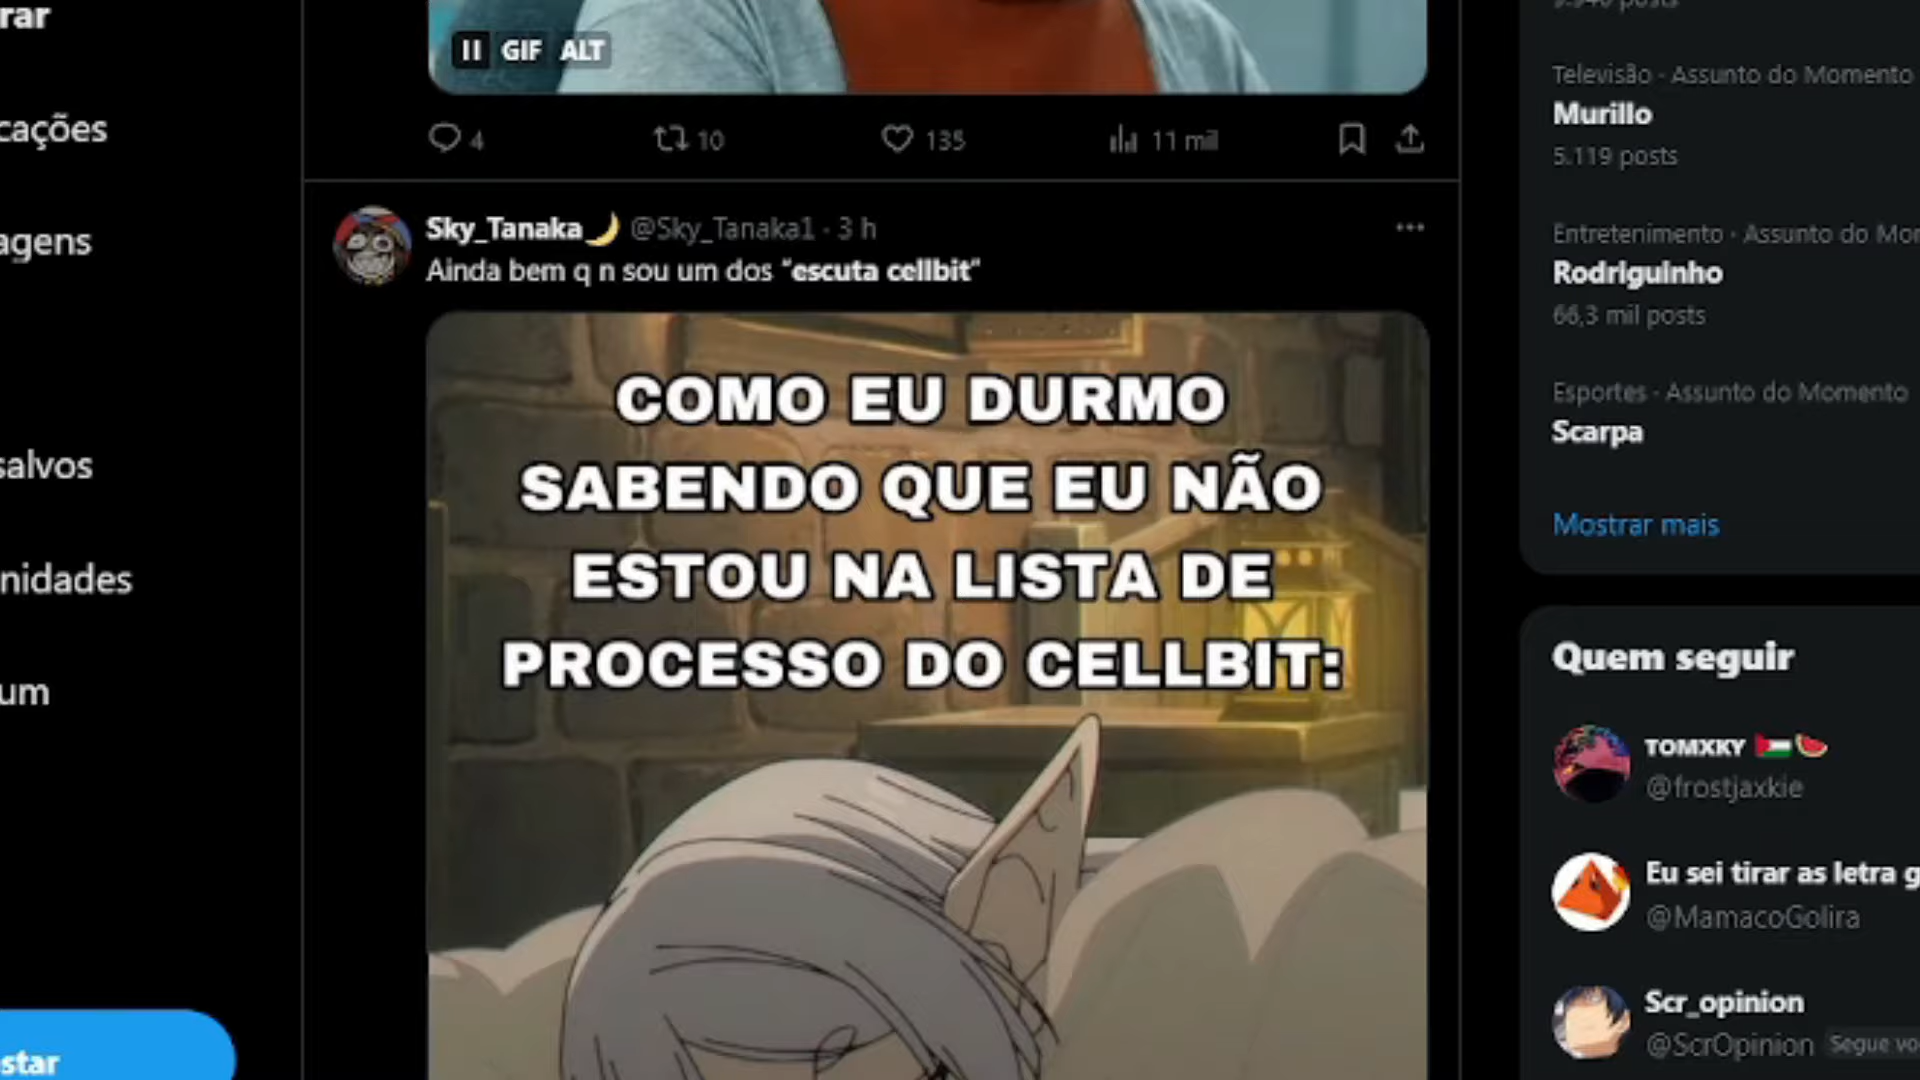 rar
cações
agens
salvos
nidades
um
star
GIF ALT
4
10
135
11 mil
Sky_Tanaka🌙 @Sky_Tanaka1 · 3 h
Ainda bem q n sou um dos "escuta cellbit"
COMO EU DURMO
SABENDO QUE EU NÃO
ESTOU NA LISTA DE
PROCESSO DO CELLBIT:
posts
Televisão · Assunto do Momento
Murillo
5.119 posts
Entretenimento · Assunto do Mor
Rodriguinho
66,3 mil posts
Esportes · Assunto do Momento
Scarpa
Mostrar mais
Quem seguir
TOMXKY 🇵🇸🍉
@frostjaxkie
Eu sei tirar as letra g
@MamacoGolira
Scr_opinion
@ScrOpinion Segue vo